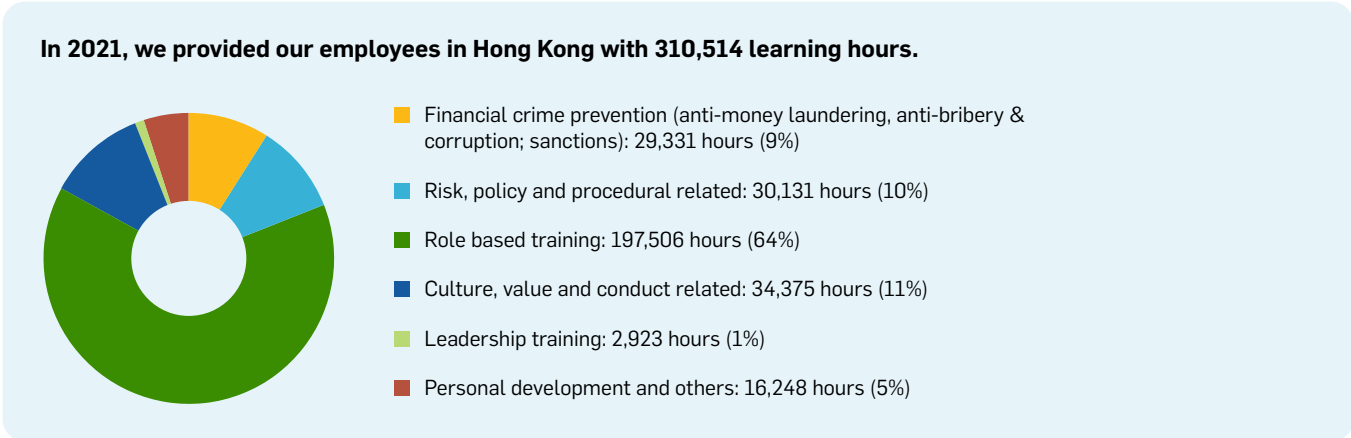 In 2021, we provided our employees in Hong Kong with 310,514 learning hours.
Financial crime prevention (anti-money laundering, anti-bribery &
corruption; sanctions): 29,331 hours (9%)
Risk, policy and procedural related: 30,131 hours (10%)
Role based training: 197,506 hours (64%)
Culture, value and conduct related: 34,375 hours (11%)
Leadership training: 2,923 hours (1%)
Personal development and others: 16,248 hours (5%)